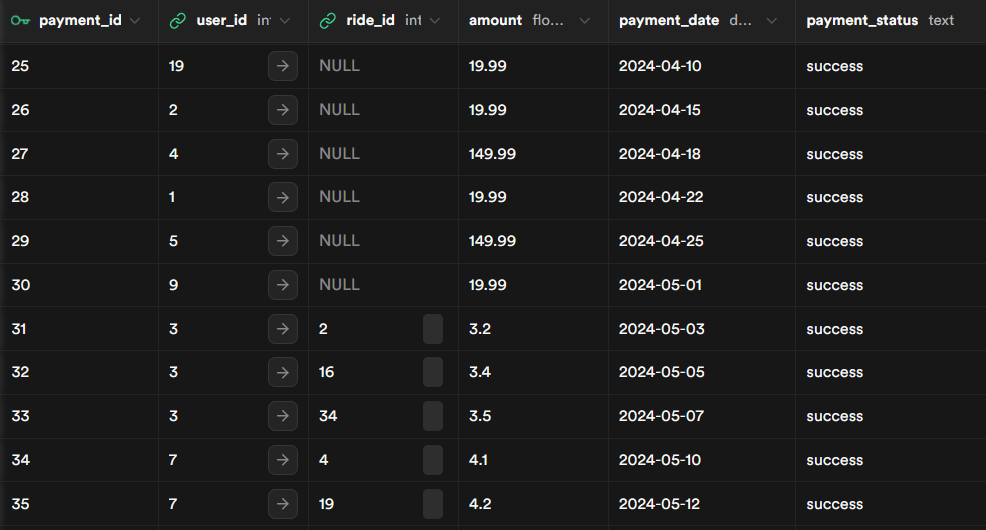 payment_id user_id int ride_id int amount flo... payment_date d... payment_status text
25 19 NULL 19.99 2024-04-10 success
26 2 NULL 19.99 2024-04-15 success
27 4 NULL 149.99 2024-04-18 success
28 1 NULL 19.99 2024-04-22 success
29 5 NULL 149.99 2024-04-25 success
30 9 NULL 19.99 2024-05-01 success
31 3 2 3.2 2024-05-03 success
32 3 16 3.4 2024-05-05 success
33 3 34 3.5 2024-05-07 success
34 7 4 4.1 2024-05-10 success
35 7 19 4.2 2024-05-12 success